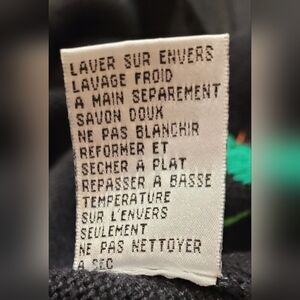 LAVER SUR ENVERS
LAVAGE FROID
A MAIN SEPAREMENT
SAVON DOUX
NE PAS BLANCHIR
REFORMER ET
SECHER A PLAT
REPASSER A BASSE
TEMPERATURE
SUR L'ENVERS
SEULEMENT
NE PAS NETTOYER
A SEC